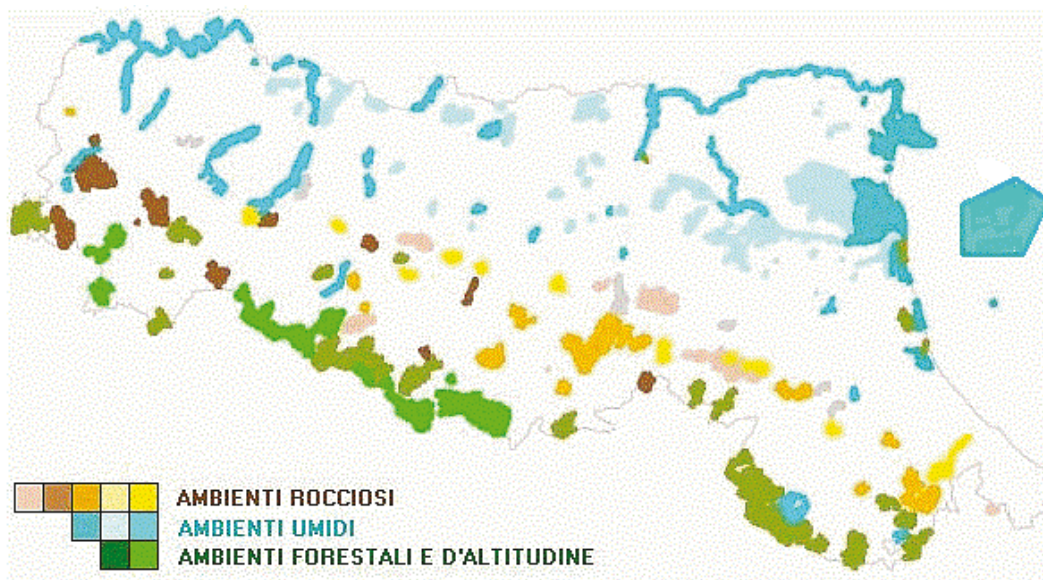 AMBIENTI ROCCIOSI
AMBIENTI UMIDI
AMBIENTI FORESTALI E D'ALTITUDINE